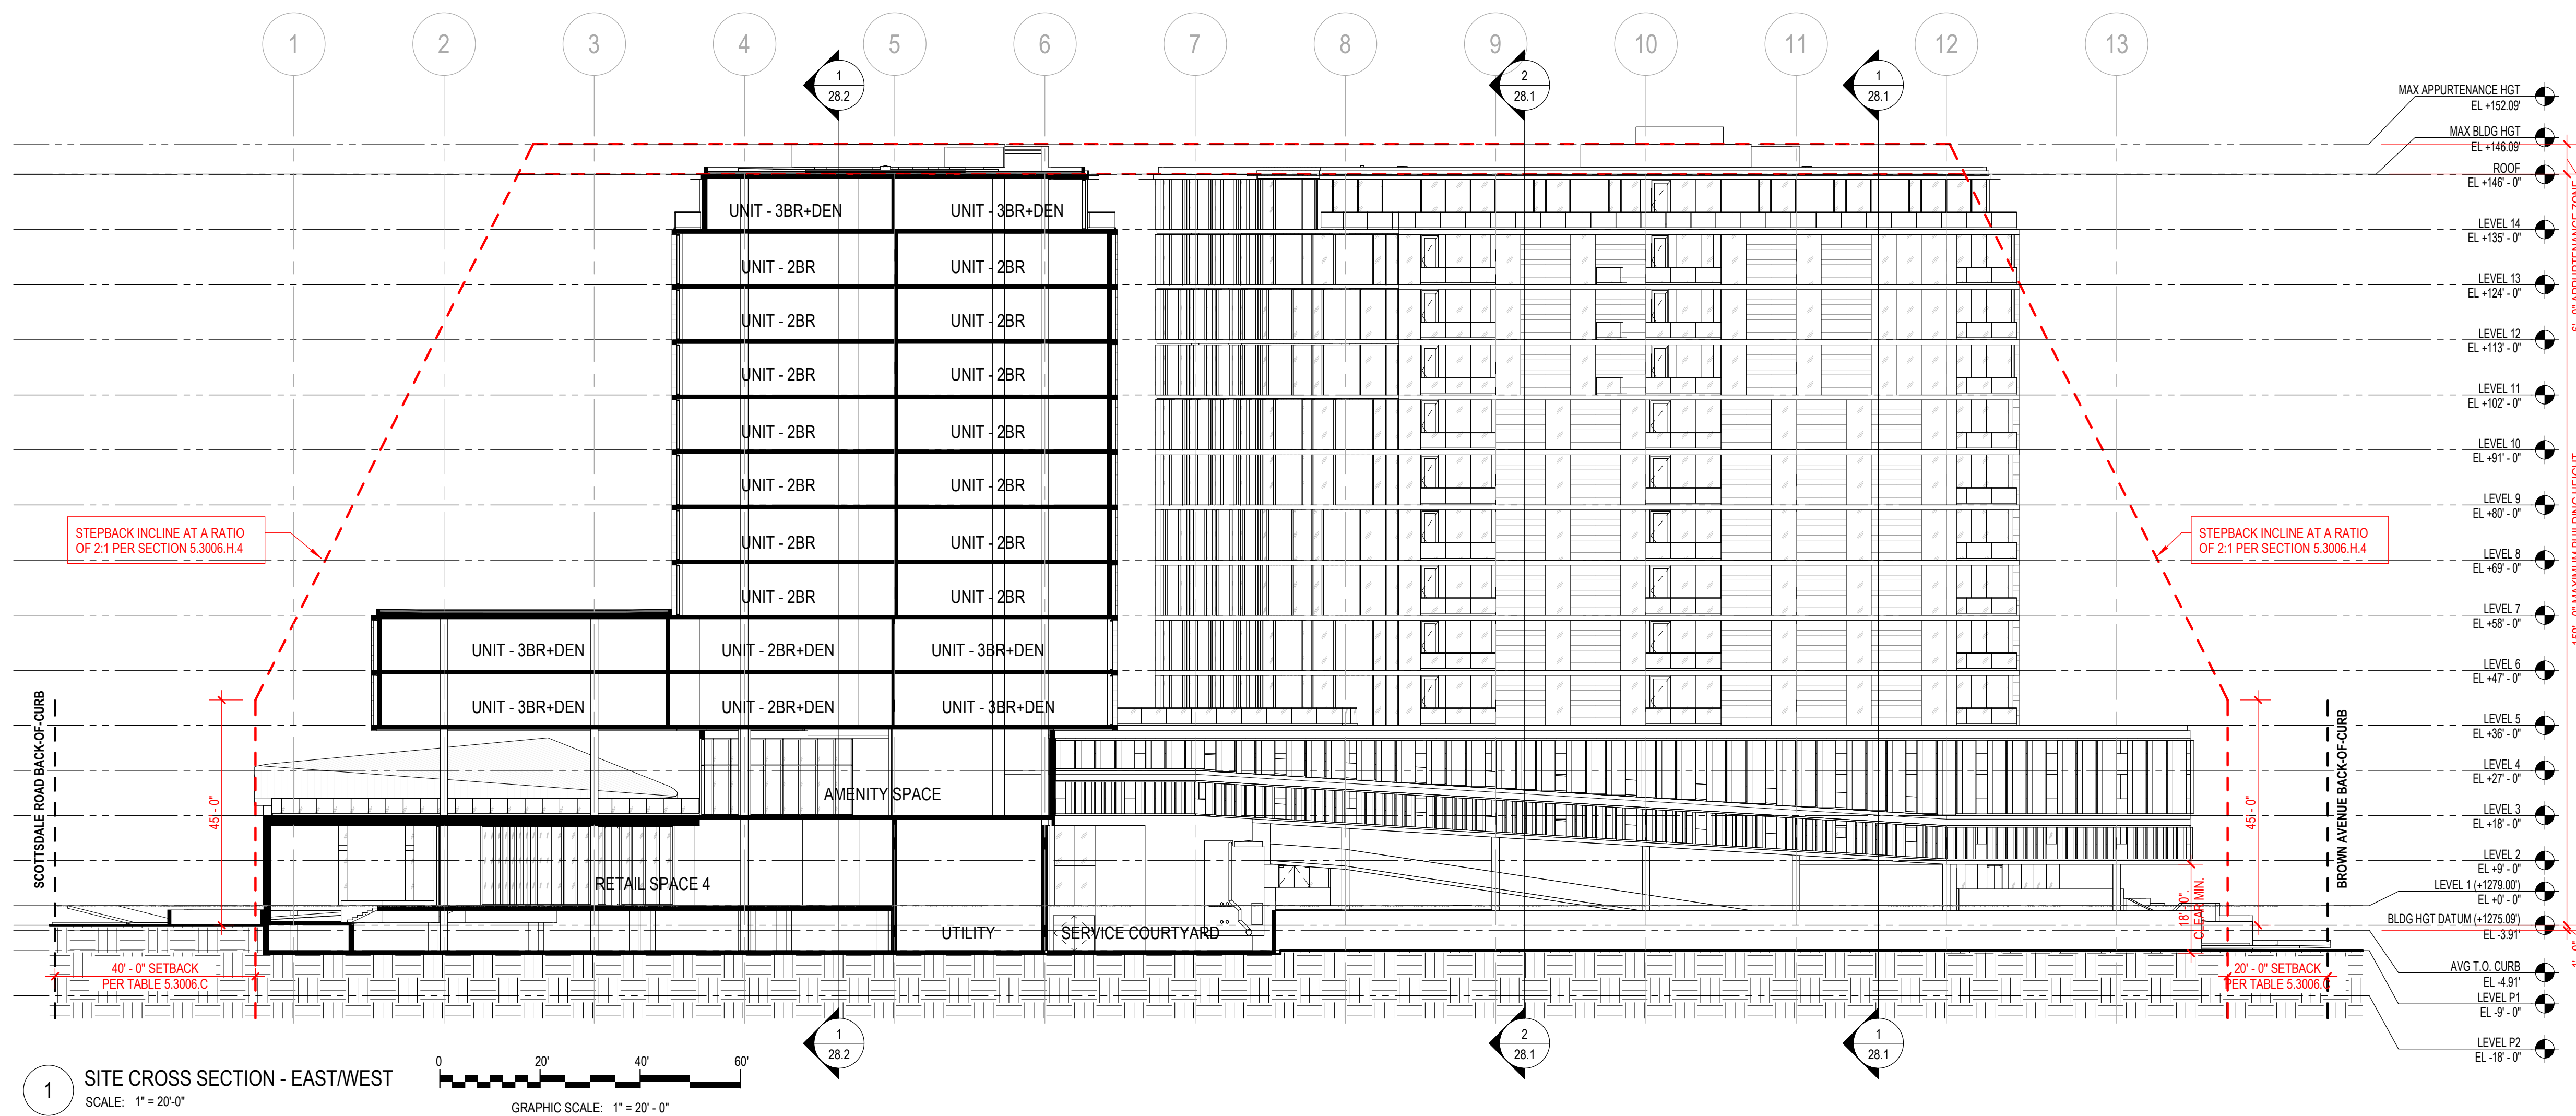 1 2 3 4 5 6 7 8 9 10 11 12 13
1
28.2
2
28.1
1
28.1
MAX APPURTENANCE HGT
EL +152.09'
MAX BLDG HGT
EL +146.09'
ROOF
EL +146' - 0"
LEVEL 14
EL +135' - 0"
LEVEL 13
EL +124' - 0"
LEVEL 12
EL +113' - 0"
LEVEL 11
EL +102' - 0"
LEVEL 10
EL +91' - 0"
LEVEL 9
EL +80' - 0"
LEVEL 8
EL +69' - 0"
LEVEL 7
EL +58' - 0"
LEVEL 6
EL +47' - 0"
LEVEL 5
EL +36' - 0"
LEVEL 4
EL +27' - 0"
LEVEL 3
EL +18' - 0"
LEVEL 2
EL +9' - 0"
LEVEL 1 (+1279.00')
EL +0' - 0"
BLDG HGT DATUM (+1275.09')
EL -3.91'
AVG T.O. CURB
EL -4.91'
LEVEL P1
EL -9' - 0"
LEVEL P2
EL -18' - 0"
UNIT - 3BR+DEN UNIT - 3BR+DEN
UNIT - 2BR UNIT - 2BR
UNIT - 2BR UNIT - 2BR
UNIT - 2BR UNIT - 2BR
UNIT - 2BR UNIT - 2BR
UNIT - 2BR UNIT - 2BR
UNIT - 2BR UNIT - 2BR
UNIT - 2BR UNIT - 2BR
UNIT - 3BR+DEN UNIT - 2BR+DEN UNIT - 3BR+DEN
UNIT - 3BR+DEN UNIT - 2BR+DEN UNIT - 3BR+DEN
AMENITY SPACE
RETAIL SPACE 4
UTILITY
SERVICE COURTYARD
STEPBACK INCLINE AT A RATIO
OF 2:1 PER SECTION 5.3006.H.4
STEPBACK INCLINE AT A RATIO
OF 2:1 PER SECTION 5.3006.H.4
SCOTTSDALE ROAD BACK-OF-CURB
45' - 0"
40' - 0" SETBACK
PER TABLE 5.3006.C
18' - 0"
CLEAR MIN.
45' - 0"
BROWN AVENUE BACK-OF-CURB
20' - 0" SETBACK
PER TABLE 5.3006.C
1
28.2
2
28.1
1
28.1
1
SITE CROSS SECTION - EAST/WEST
SCALE: 1" = 20'-0"
0 20' 40' 60'
GRAPHIC SCALE: 1" = 20' - 0"